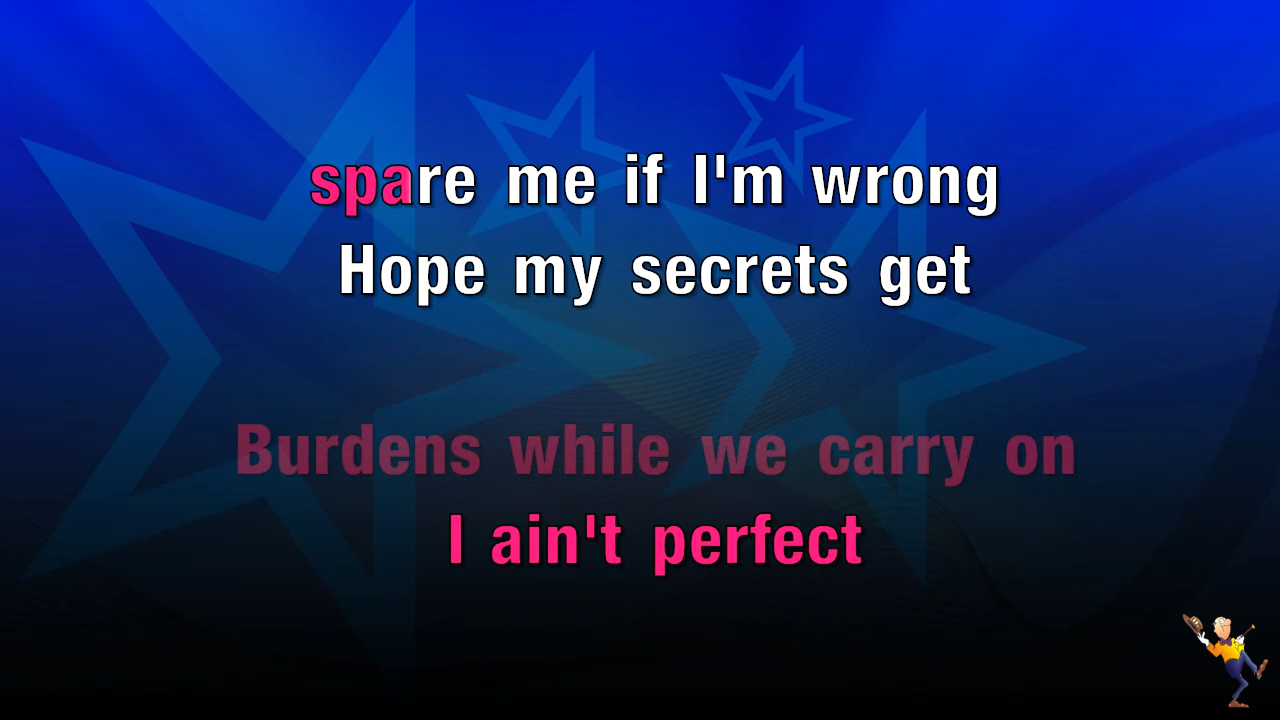 spare me if I'm wrong
Hope my secrets get
Burdens while we carry on
I ain't perfect